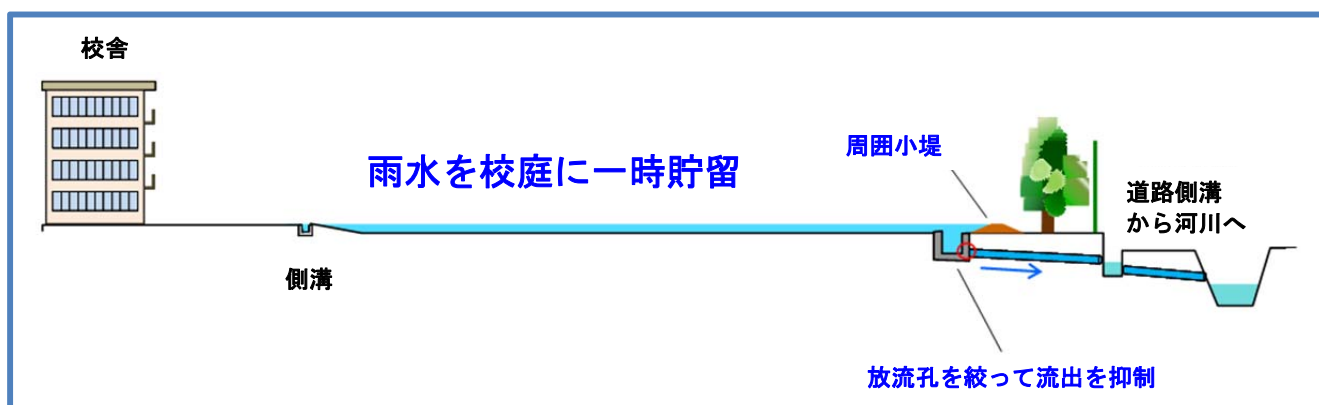 校舎
雨水を校庭に一時貯留
周囲小堤
道路側溝
から河川へ
側溝
放流孔を絞って流出を抑制